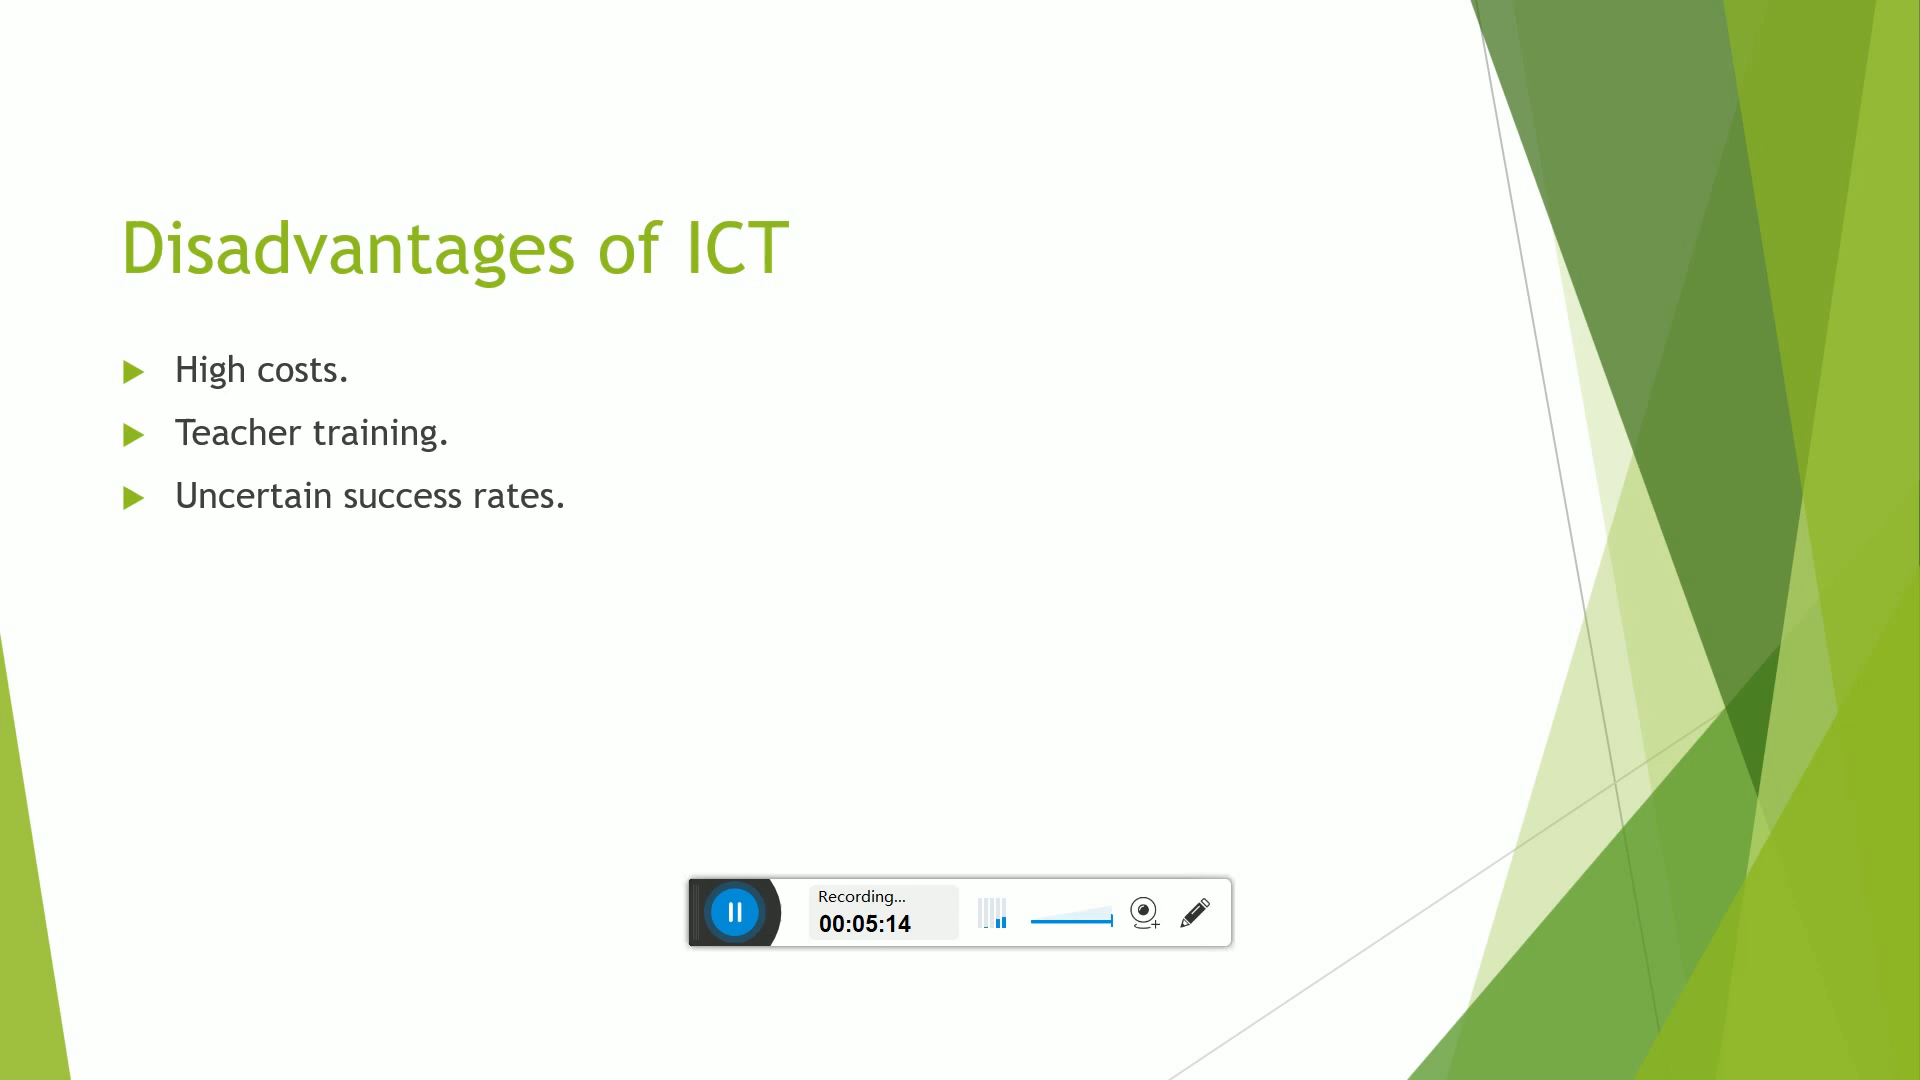 Disadvantages of ICT
High costs.
Teacher training.
Uncertain success rates.
Recording...
00:05:14